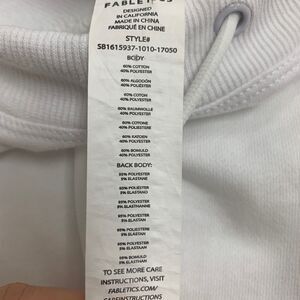 FABLETICS
DESIGNED
IN CALIFORNIA
MADE IN CHINA
FABRIQUÉ EN CHINE
STYLE#
SB1615937-1010-17050
BODY:
60% COTTON
40% POLYESTER
60% ALGODÓN
40% POLIÉSTER
60% COTON
40% POLYESTER
60% BAUMWOLLE
40% POLYESTER
60% COTONE
40% POLIESTERE
60% KATOEN
40% POLYESTER
60% BOMULD
40% POLYESTER
BACK BODY:
95% POLYESTER
5% ELASTANE
95% POLIÉSTER
5% ELASTANO
95% POLYESTER
5% ÉLASTHANNE
95% POLYESTER
5% ELASTAN
95% POLIESTERE
5% ELASTAN
95% POLYESTER
5% ELASTAAN
95% BOMULD
5% ELASTHAN
TO SEE MORE CARE
INSTRUCTIONS, VISIT
FABLETICS.COM/
CAREINSTRUCTIONS